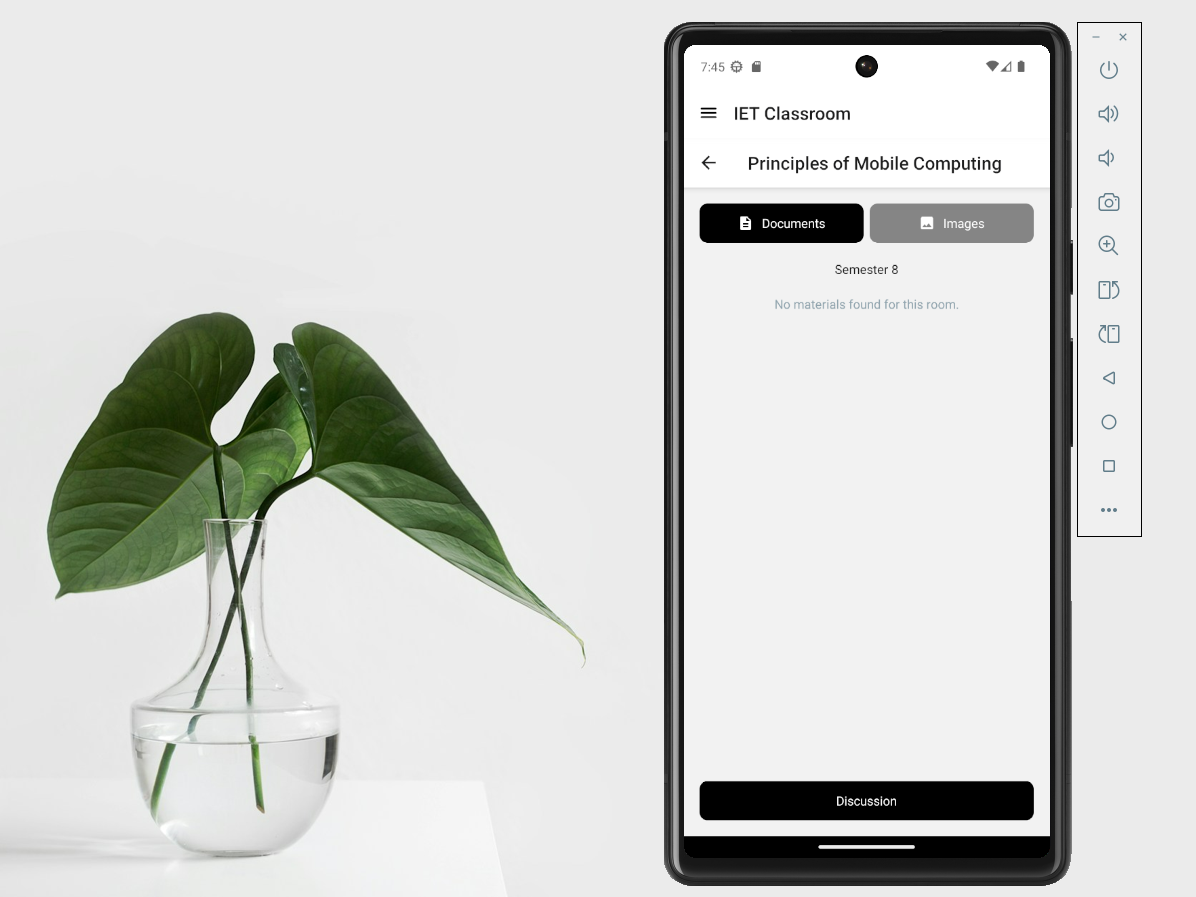 7:45
IET Classroom
Principles of Mobile Computing
Documents
Images
Semester 8
No materials found for this room.
Discussion